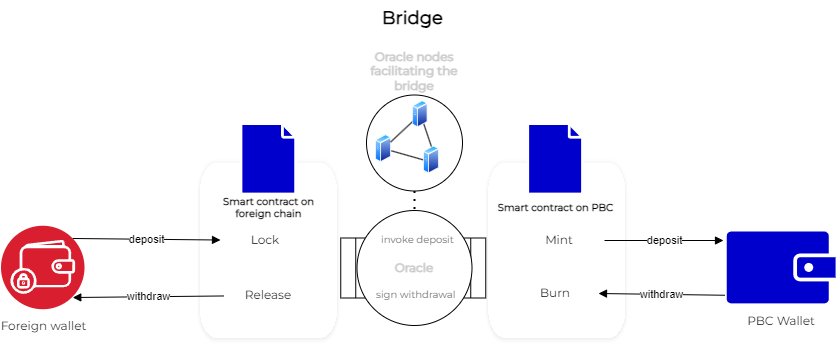 Bridge
Oracle nodes
facilitating the
bridge
Smart contract on
foreign chain
Smart contract on PBC
deposit
Lock
invoke deposit
Mint
deposit
Oracle
withdraw
Release
sign withdrawal
Burn
withdraw
Foreign wallet
PBC Wallet